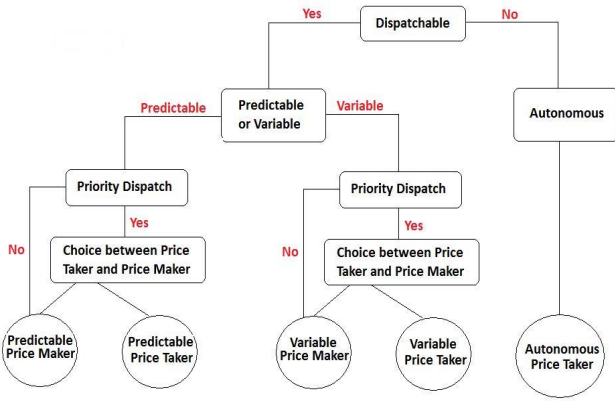 Yes
Dispatchable
No
Predictable
Predictable
or Variable
Variable
Autonomous
Priority Dispatch
Priority Dispatch
Yes
Yes
No
Choice between Price
Taker and Price Maker
No
Choice between Price
Taker and Price Maker
Predictable
Price Maker
Predictable
Price Taker
Variable
Price Maker
Variable
Price Taker
Autonomous
Price Taker